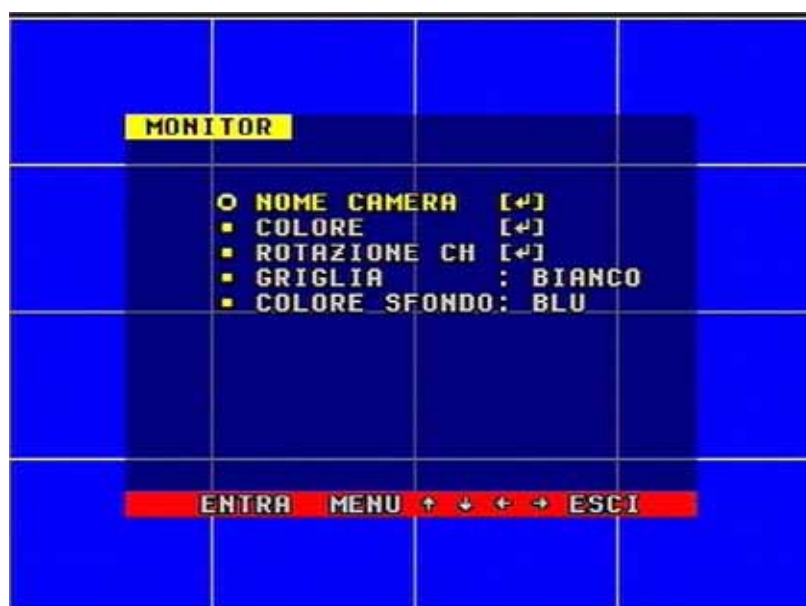 MONITOR
NOME CAMERA [↵]
COLORE [↵]
ROTAZIONE CH [↵]
GRIGLIA : BIANCO
COLORE SFONDO: BLU
ENTRA MENU ↑ ↓ ← → ESCI